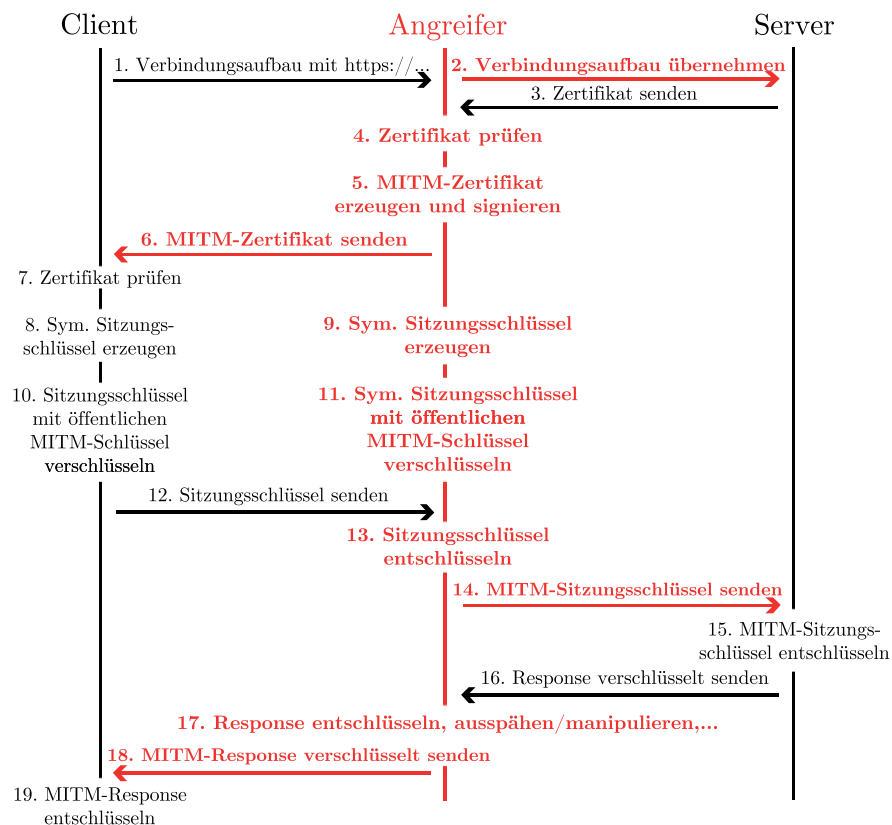 Client
Angreifer
Server
1. Verbindungsaufbau mit https://...
2. Verbindungsaufbau übernehmen
3. Zertifikat senden
4. Zertifikat prüfen
5. MITM-Zertifikat
erzeugen und signieren
6. MITM-Zertifikat senden
7. Zertifikat prüfen
8. Sym. Sitzungs-
schlüssel erzeugen
9. Sym. Sitzungsschlüssel
erzeugen
10. Sitzungsschlüssel
mit öffentlichen
MITM-Schlüssel
verschlüsseln
11. Sym. Sitzungsschlüssel
mit öffentlichen
MITM-Schlüssel
verschlüsseln
12. Sitzungsschlüssel senden
13. Sitzungsschlüssel
entschlüsseln
14. MITM-Sitzungsschlüssel senden
15. MITM-Sitzungs-
schlüssel entschlüsseln
16. Response verschlüsselt senden
17. Response entschlüsseln, ausspähen/manipulieren,...
18. MITM-Response verschlüsselt senden
19. MITM-Response
entschlüsseln